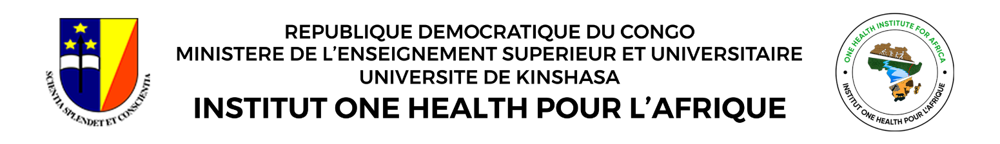 SCIENTIA SPLENDET ET CONSCIENTIA
REPUBLIQUE DEMOCRATIQUE DU CONGO
MINISTERE DE L’ENSEIGNEMENT SUPERIEUR ET UNIVERSITAIRE
UNIVERSITE DE KINSHASA
INSTITUT ONE HEALTH POUR L’AFRIQUE
ONE HEALTH INSTITUTE FOR AFRICA
INSTITUT ONE HEALTH POUR L'AFRIQUE